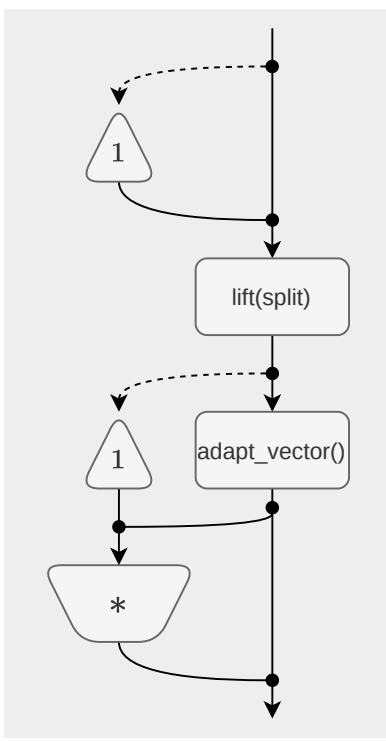 1
lift(split)
1
adapt_vector()
*